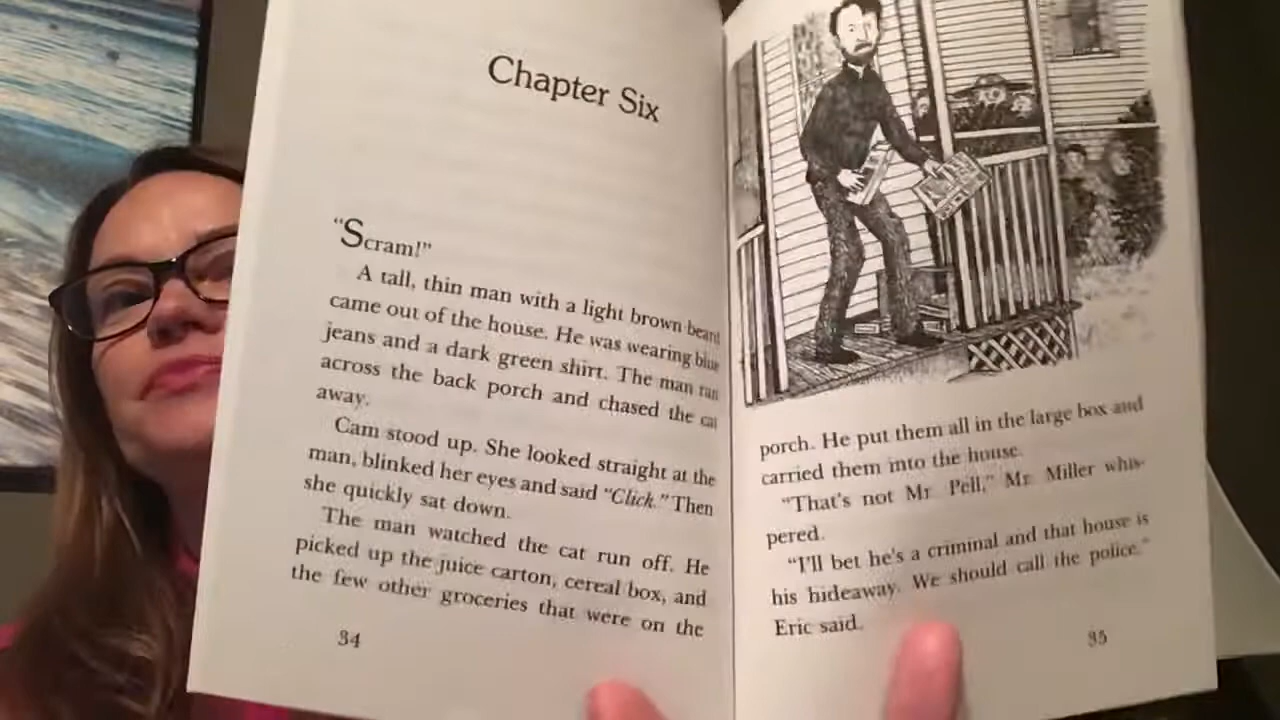 Chapter Six
"Scram!"
A tall, thin man with a light brown beard
came out of the house. He was wearing blue
jeans and a dark green shirt. The man ran
across the back porch and chased the cat
away.
Cam stood up. She looked straight at the
man, blinked her eyes and said "Click." Then
she quickly sat down.
The man watched the cat run off. He
picked up the juice carton, cereal box, and
the few other groceries that were on the
34
porch. He put them all in the large box and
carried them into the house.
"That's not Mr. Pell," Mr. Miller whis-
pered.
"I'll bet he's a criminal and that house is
his hideaway. We should call the police."
Eric said.
35